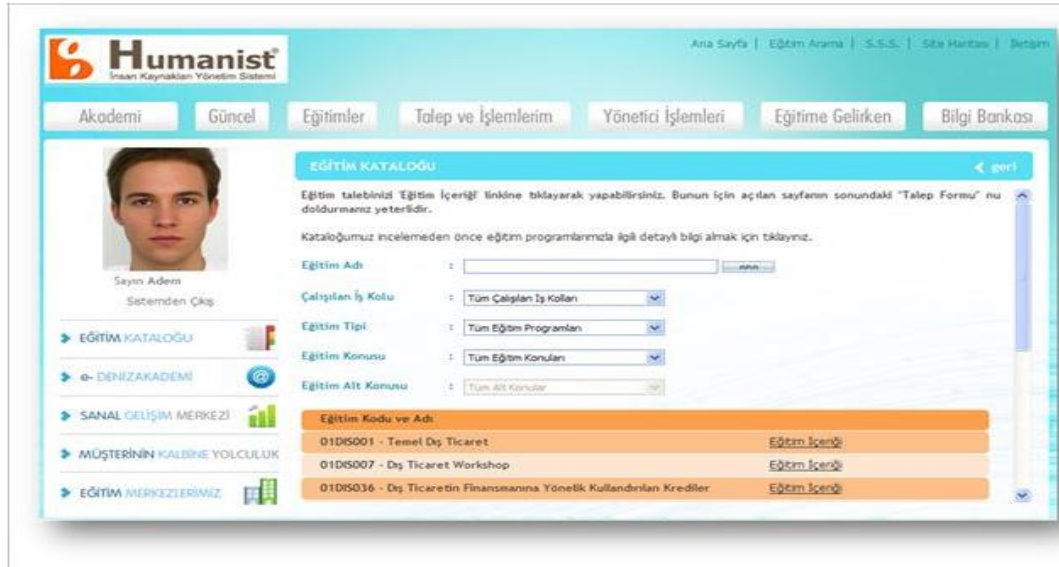 Humanist
İnsan Kaynakları Yönetim Sistemi
Ana Sayfa | Eğitim Arama | S.S.S. | Site Haritası | İletişim
Akademi Güncel Eğitimler Talep ve İşlemlerim Yönetici İşlemleri Eğitime Gelirken Bilgi Bankası
Sayın Adem
Sistemden Çıkış
EĞİTİM KATALOĞU
e- DENİZAKADEMİ
SANAL GELİŞİM MERKEZİ
MÜŞTERİNİN KALBİNE YOLCULUK
EĞİTİM MERKEZLERİMİZ
EĞİTİM KATALOĞU geri
Eğitim talebinizi 'Eğitim İçeriği' linkine tıklayarak yapabilirsiniz. Bunun için açılan sayfanın sonundaki "Talep Formu" nu
doldurmanız yeterlidir.
Kataloğumuz incelemeden önce eğitim programlarımızla ilgili detaylı bilgi almak için tıklayınız.
Eğitim Adı : ARA
Çalışılan İş Kolu : Tüm Çalışılan İş Kolları
Eğitim Tipi : Tüm Eğitim Programları
Eğitim Konusu : Tüm Eğitim Konuları
Eğitim Alt Konusu : Tüm Alt Konular
Eğitim Kodu ve Adı
01DIS001 - Temel Dış Ticaret Eğitim İçeriği
01DIS007 - Dış Ticaret Workshop Eğitim İçeriği
01DIS036 - Dış Ticaretin Finansmanına Yönelik Kullandırılan Krediler Eğitim İçeriği